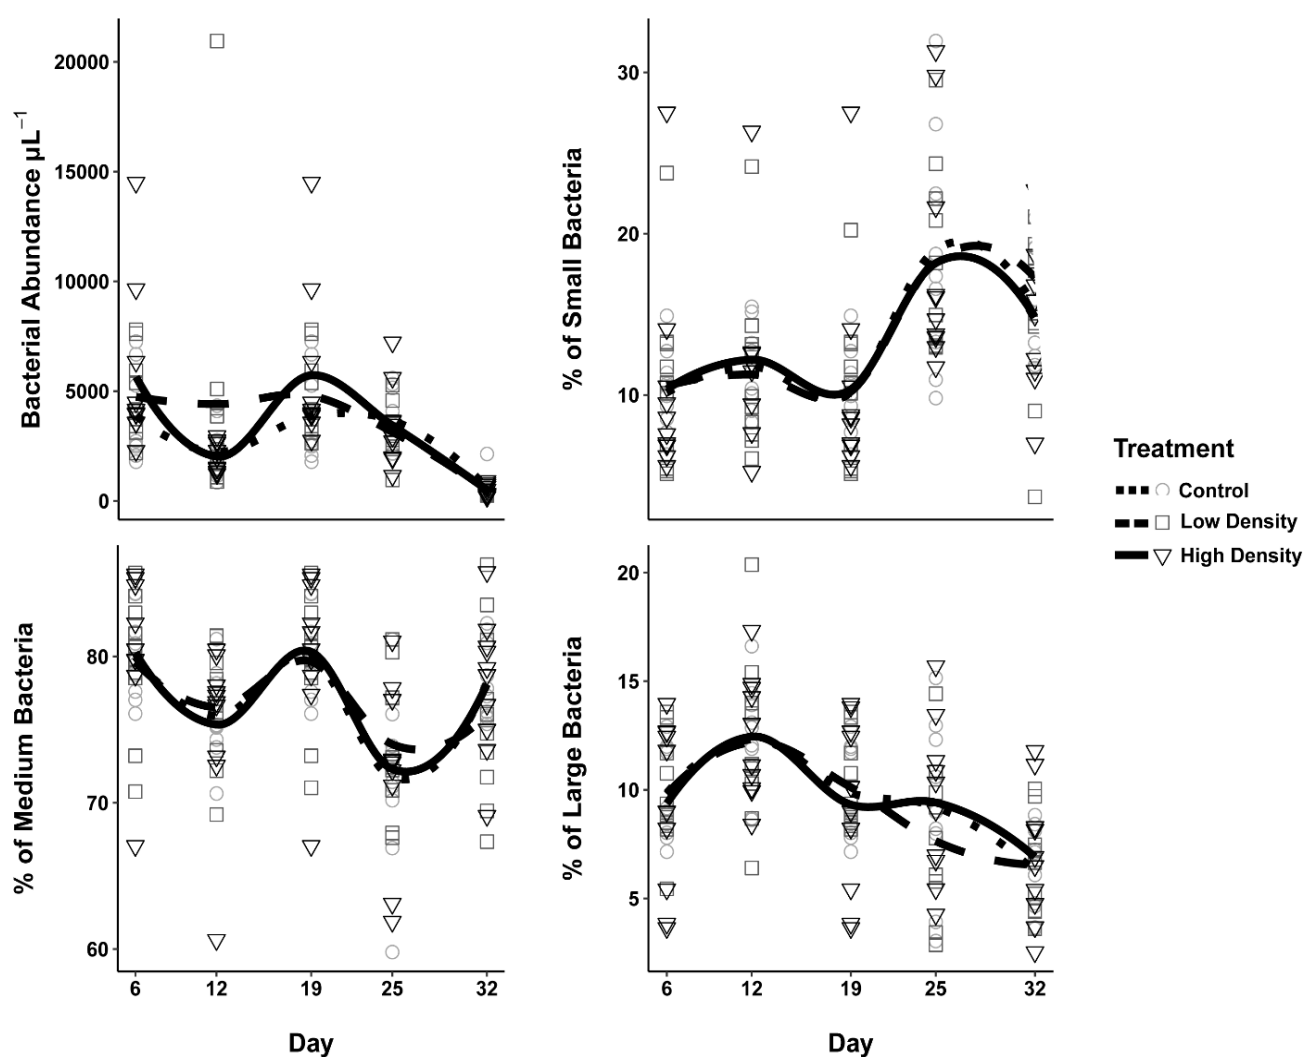 Bacterial Abundance µL⁻¹
20000
15000
10000
5000
0
% of Small Bacteria
30
20
10
Treatment
Control
Low Density
High Density
% of Medium Bacteria
80
70
60
6 12 19 25 32
Day
% of Large Bacteria
20
15
10
5
6 12 19 25 32
Day